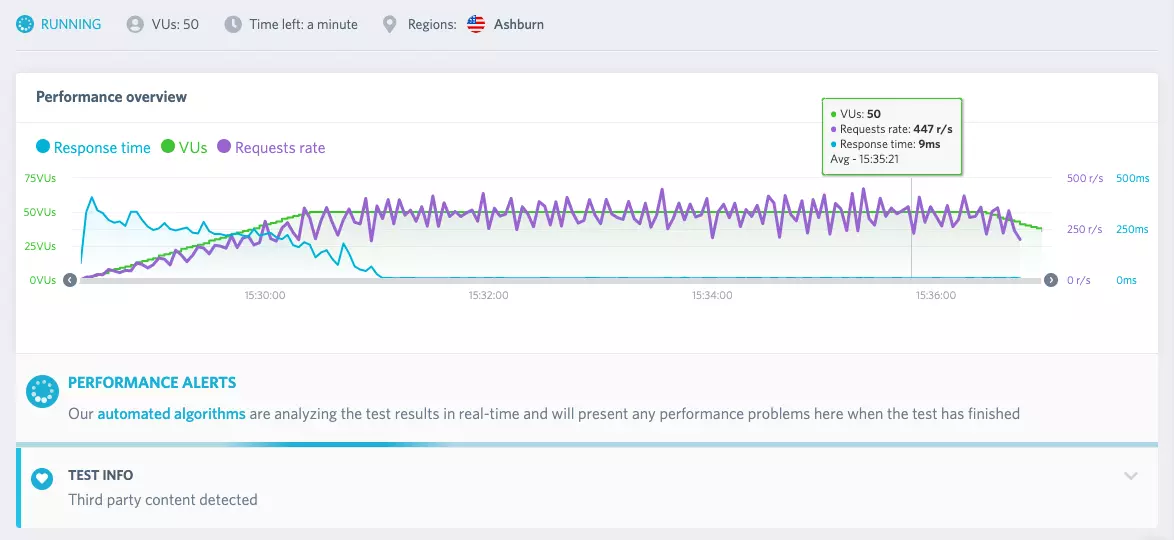 RUNNING VUs: 50 Time left: a minute Regions: Ashburn
Performance overview
VUs: 50
Requests rate: 447 r/s
Response time: 9ms
Avg - 15:35:21
Response time VUs Requests rate
75VUs 500 r/s 500ms
50VUs
250 r/s 250ms
25VUs
0VUs 0 r/s 0ms
15:30:00 15:32:00 15:34:00 15:36:00
PERFORMANCE ALERTS
Our automated algorithms are analyzing the test results in real-time and will present any performance problems here when the test has finished
TEST INFO
Third party content detected